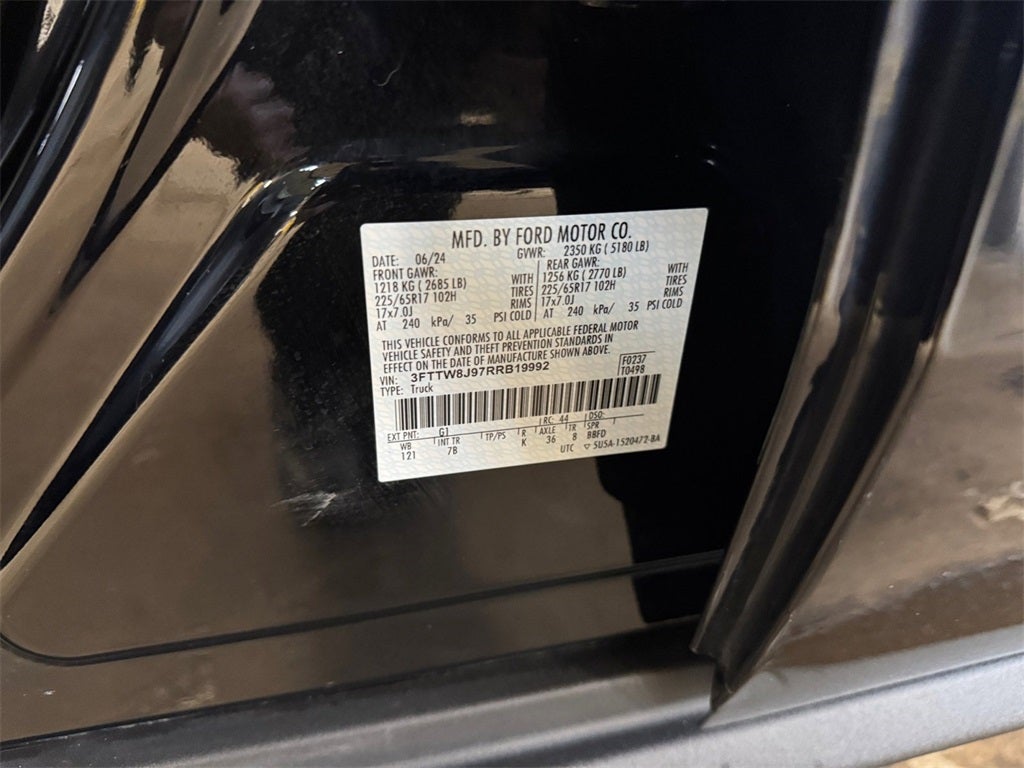 MFD. BY FORD MOTOR CO.
DATE: 06/24 GVWR: 2350 KG ( 5180 LB)
FRONT GAWR: REAR GAWR:
1218 KG ( 2685 LB) WITH 1256 KG ( 2770 LB) WITH
225/65R17 102H TIRES 225/65R17 102H TIRES
17x7.0J RIMS 17x7.0J RIMS
AT 240 kPa/ 35 PSI COLD AT 240 kPa/ 35 PSI COLD
THIS VEHICLE CONFORMS TO ALL APPLICABLE FEDERAL MOTOR
VEHICLE SAFETY AND THEFT PREVENTION STANDARDS IN
EFFECT ON THE DATE OF MANUFACTURE SHOWN ABOVE.
VIN: 3FTTW8J97RRB19992 F0237
TYPE: Truck T0498
EXT PNT: G1 RC: 44 DSO:
WB INT TR TP/PS R AXLE TR SPR
121 7B K 36 8 BBFD
UTC ▽ 5U5A-1520472-BA